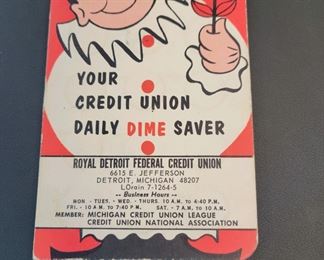 YOUR
CREDIT UNION
DAILY DIME SAVER
ROYAL DETROIT FEDERAL CREDIT UNION
6615 E. JEFFERSON
DETROIT, MICHIGAN 48207
LOrain 7-1264-5
-- Business Hours --
MON - TUES. - WED. - THURS. 10 A.M. to 4:40 P.M.
FRI. - 10 A.M. to 7:40 P.M. SAT. - 7 A.M. to 10 A.M.
MEMBER: MICHIGAN CREDIT UNION LEAGUE
CREDIT UNION NATIONAL ASSOCIATION